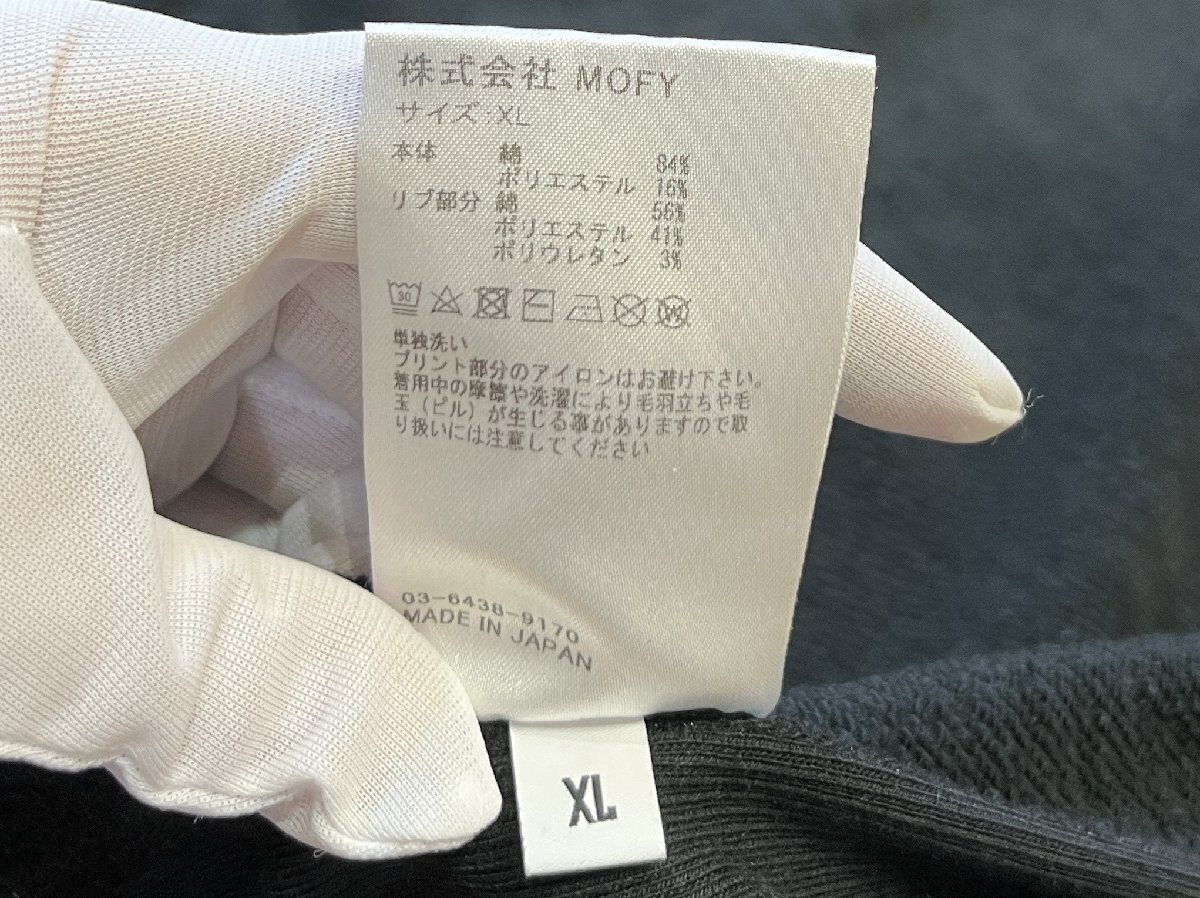 株式会社 MOFY
サイズ:XL
本体 綿 84%
ポリエステル 16%
リブ部分 綿 56%
ポリエステル 41%
ポリウレタン 3%
30
W
単独洗い
プリント部分のアイロンはお避け下さい。
着用中の摩擦や洗濯により毛羽立ちや毛
玉(ピル)が生じる事がありますので取
り扱いには注意してください
03-6438-9170
MADE IN JAPAN
XL